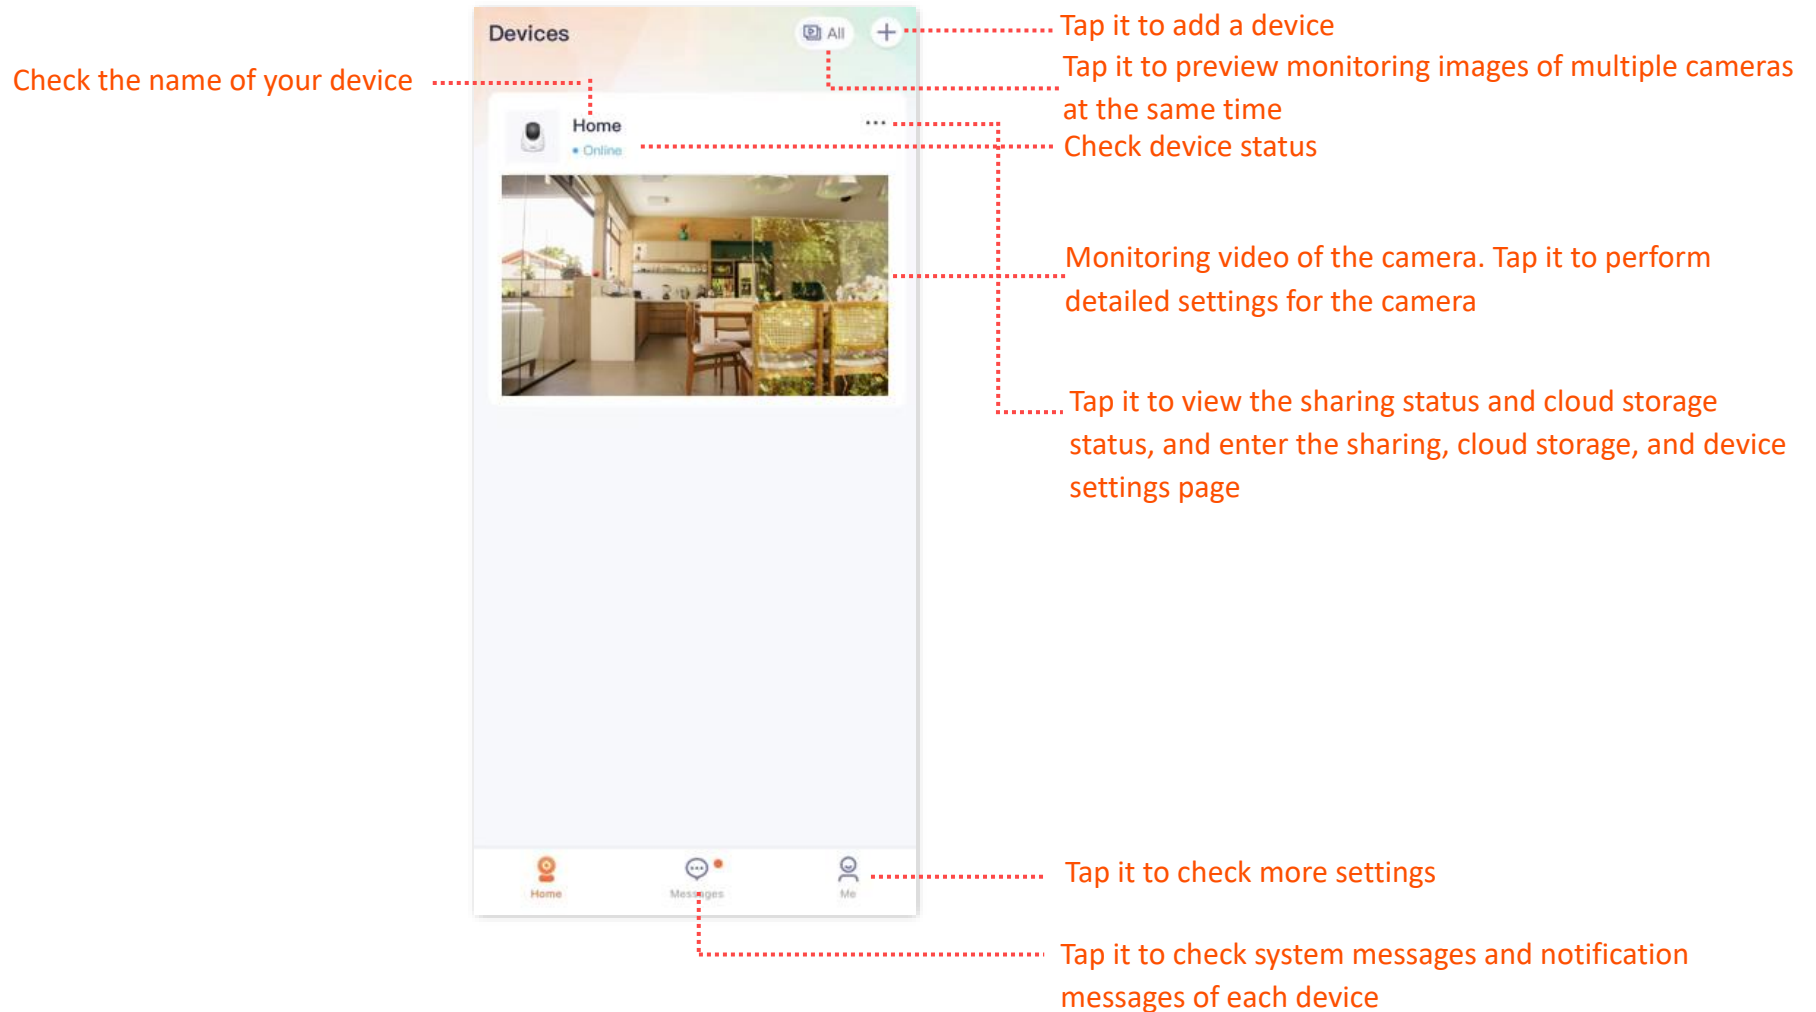 Devices
All
Tap it to add a device
Tap it to preview monitoring images of multiple cameras
at the same time
Check the name of your device
Home
Online
Check device status
Monitoring video of the camera. Tap it to perform
detailed settings for the camera
Tap it to view the sharing status and cloud storage
status, and enter the sharing, cloud storage, and device
settings page
Home
Messages
Me
Tap it to check more settings
Tap it to check system messages and notification
messages of each device